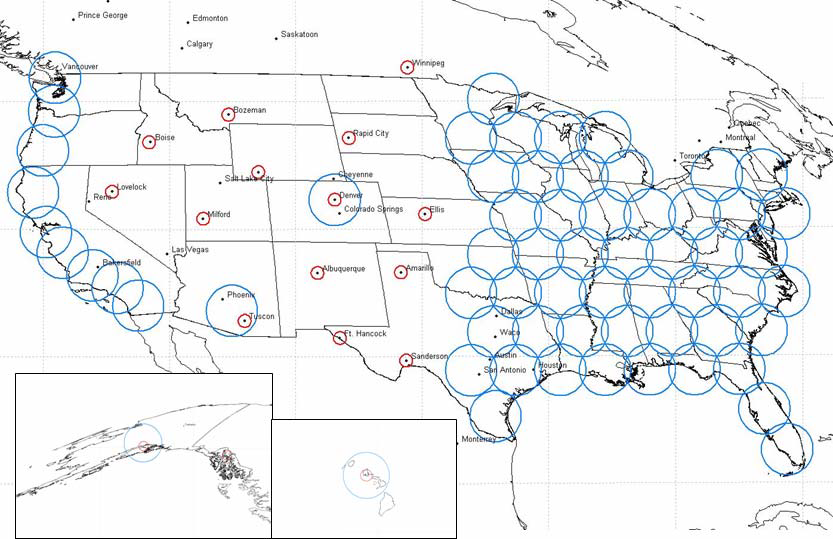 Prince George
Edmonton
Calgary
Saskatoon
Vancouver
Winnipeg
Bozeman
Quebec
Montreal
Boise
Rapid City
Toronto
Salt Lake City
Cheyenne
Lovelock
Reno
Denver
Colorado Springs
Milford
Ellis
Las Vegas
Bakersfield
Albuquerque
Amarillo
Phoenix
Tuscon
Dallas
Ft. Hancock
Waco
Sanderson
Austin
San Antonio
Houston
Monterrey